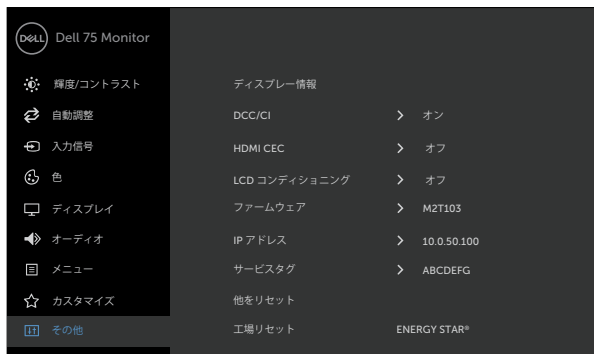 DELL Dell 75 Monitor
輝度/コントラスト ディスプレー情報
自動調整 DCC/CI オン
入力信号 HDMI CEC オフ
色 LCD コンディショニング オフ
ディスプレイ ファームウェア M2T103
オーディオ IP アドレス 10.0.50.100
メニュー サービスタグ ABCDEFG
カスタマイズ 他をリセット
その他 工場リセット ENERGY STAR®